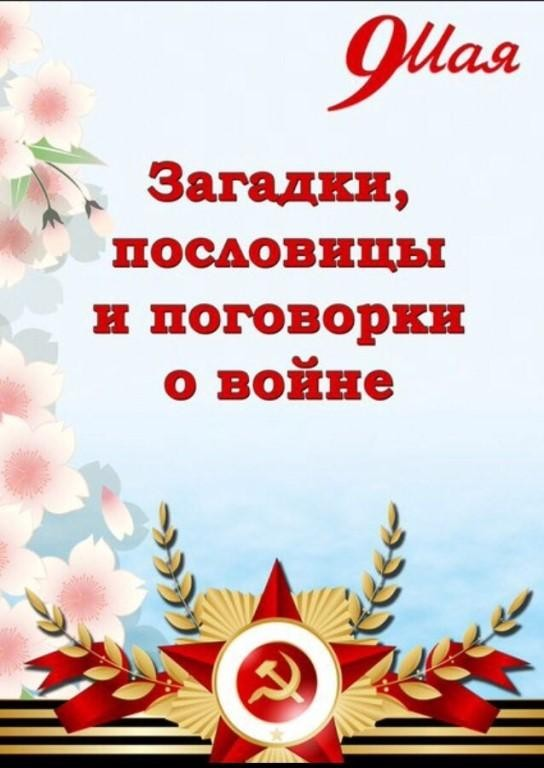 9 Мая
Загадки,
пословицы
и поговорки
о войне